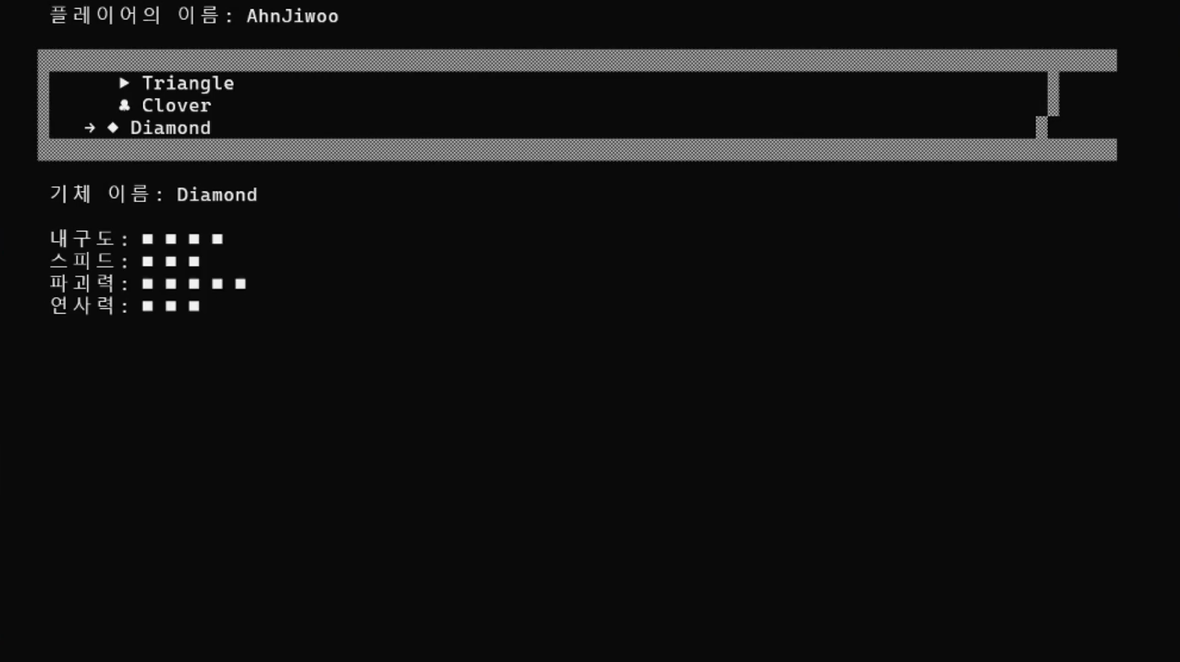 플레이어의 이름: AhnJiwoo
▶ Triangle
♣ Clover
→ ◆ Diamond
기체 이름: Diamond
내구도: ■ ■ ■ ■
스피드: ■ ■ ■
파괴력: ■ ■ ■ ■ ■
연사력: ■ ■ ■